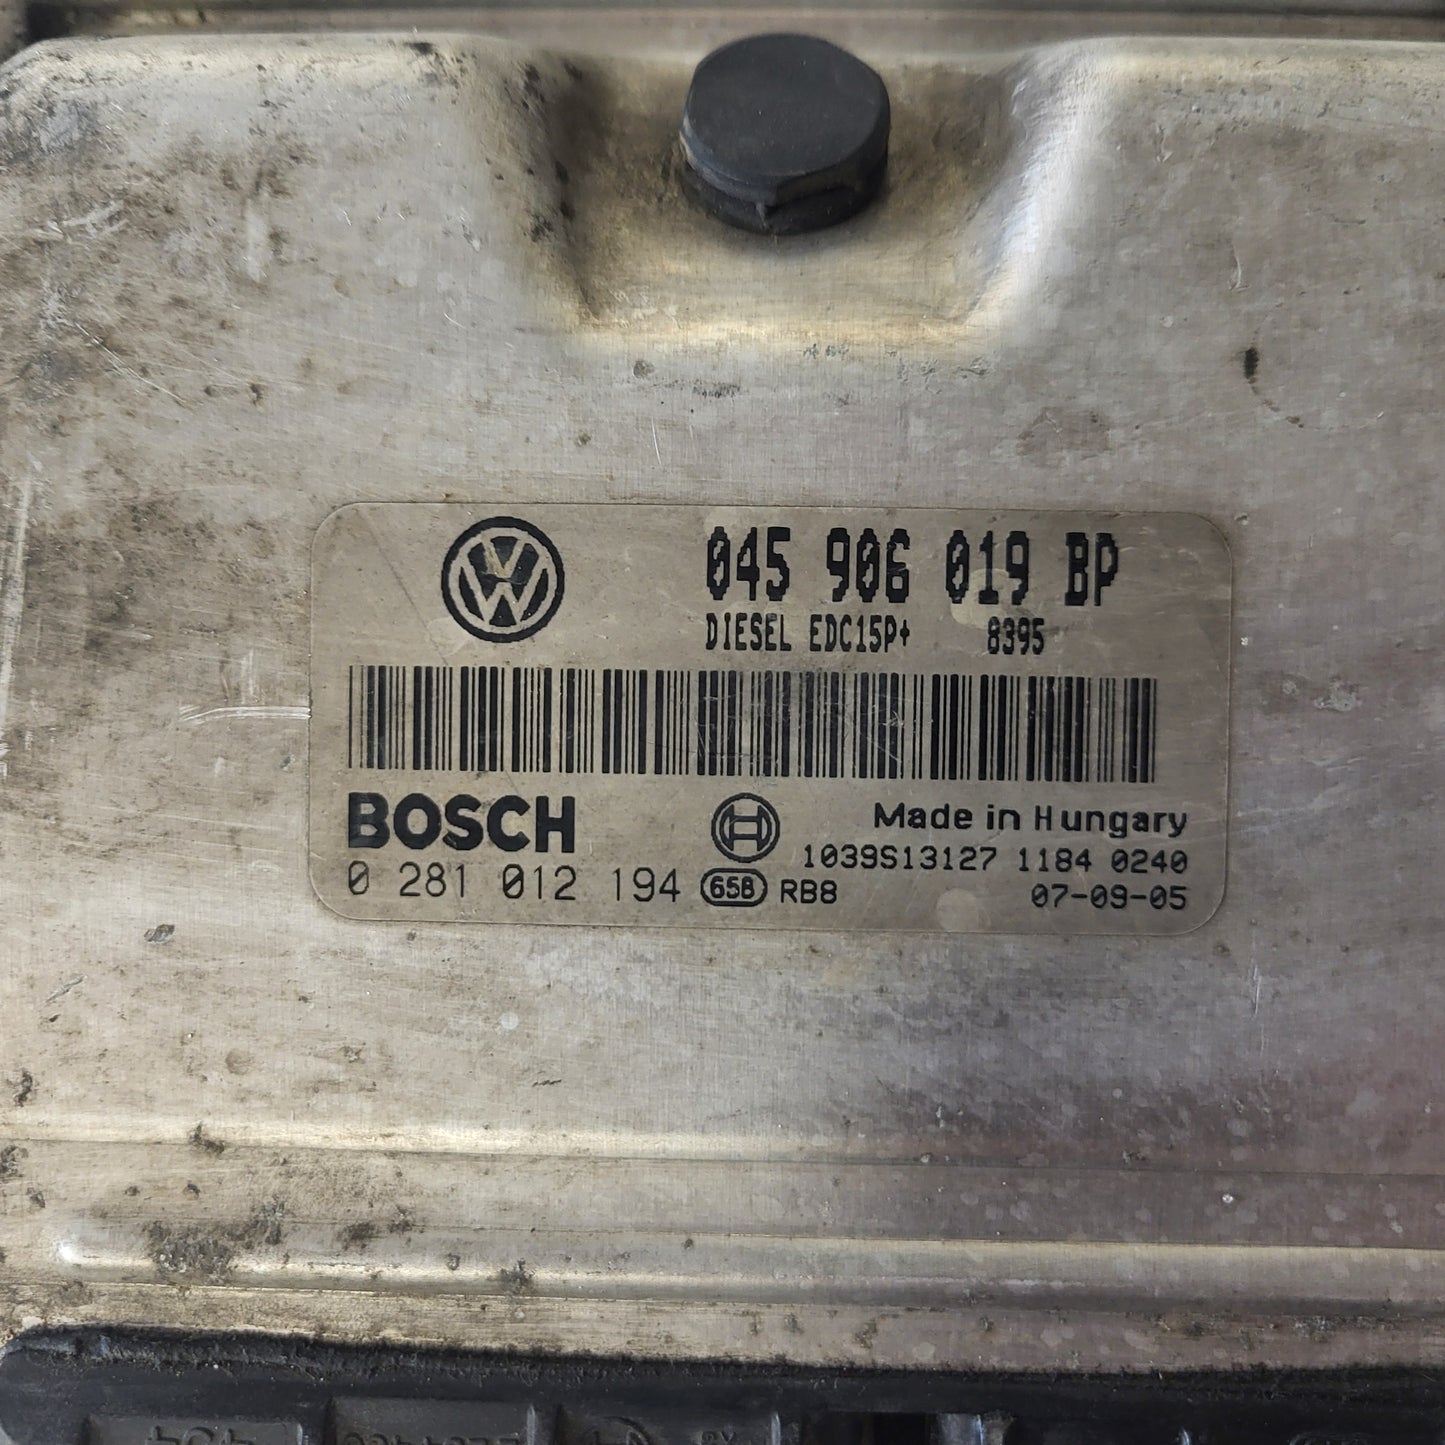 045 906 019 BP
DIESEL EDC15P+ 8395
BOSCH
Made in Hungary
1039S13127 1184 0240
0 281 012 194 658 RB8 07-09-05